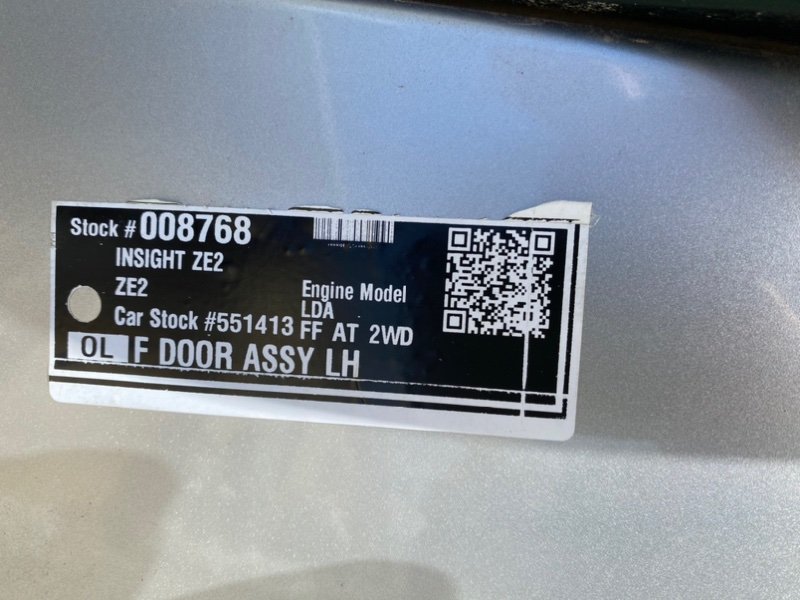 Stock # 008768
INSIGHT ZE2
ZE2
Engine Model
LDA
Car Stock #551413 FF AT 2WD
OL F DOOR ASSY LH